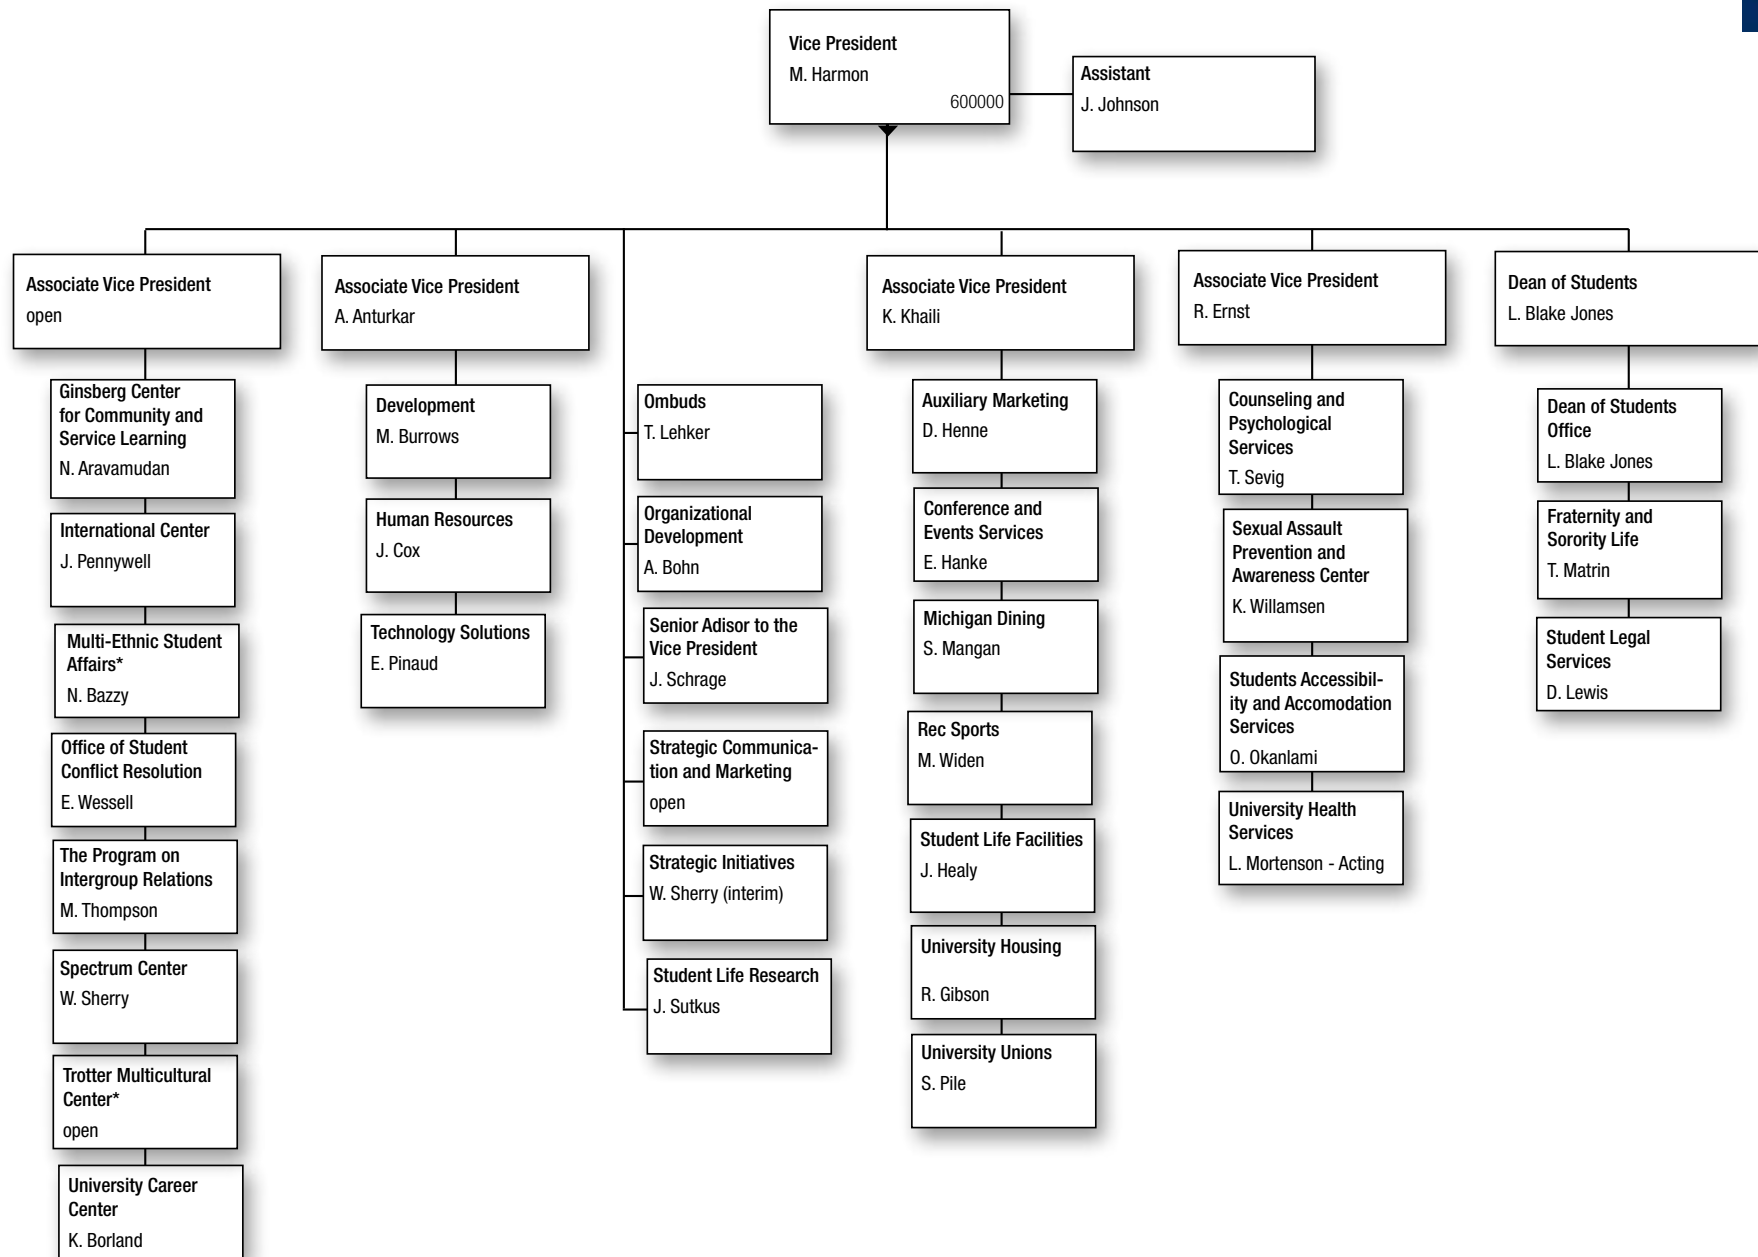 Vice President
M. Harmon
600000
Assistant
J. Johnson
Associate Vice President
open
Ginsberg Center
for Community and
Service Learning
N. Aravamudan
International Center
J. Pennywell
Multi-Ethnic Student
Affairs*
N. Bazzy
Office of Student
Conflict Resolution
E. Wessell
The Program on
Intergroup Relations
M. Thompson
Spectrum Center
W. Sherry
Trotter Multicultural
Center*
open
University Career
Center
K. Borland
Associate Vice President
A. Anturkar
Development
M. Burrows
Human Resources
J. Cox
Technology Solutions
E. Pinaud
Ombuds
T. Lehker
Organizational
Development
A. Bohn
Senior Adisor to the
Vice President
J. Schrage
Strategic Communica-
tion and Marketing
open
Strategic Initiatives
W. Sherry (interim)
Student Life Research
J. Sutkus
Associate Vice President
K. Khaili
Auxiliary Marketing
D. Henne
Conference and
Events Services
E. Hanke
Michigan Dining
S. Mangan
Rec Sports
M. Widen
Student Life Facilities
J. Healy
University Housing
R. Gibson
University Unions
S. Pile
Associate Vice President
R. Ernst
Counseling and
Psychological
Services
T. Sevig
Sexual Assault
Prevention and
Awareness Center
K. Willamsen
Students Accessibil-
ity and Accomodation
Services
O. Okanlami
University Health
Services
L. Mortenson - Acting
Dean of Students
L. Blake Jones
Dean of Students
Office
L. Blake Jones
Fraternity and
Sorority Life
T. Matrin
Student Legal
Services
D. Lewis